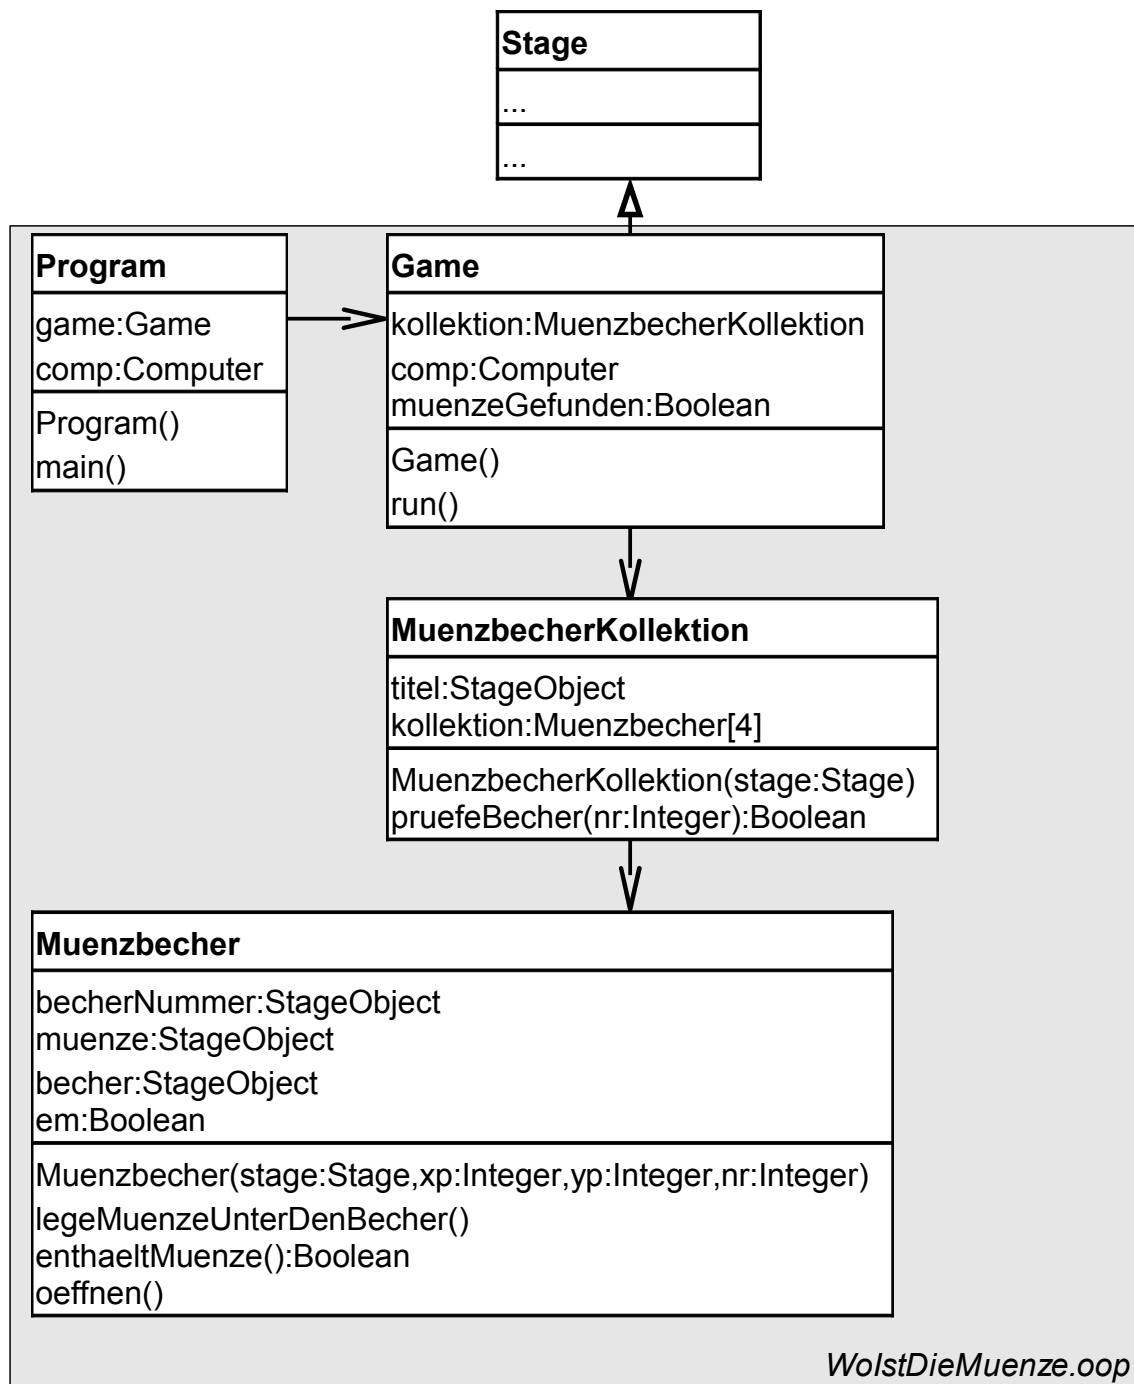 Stage
...
...
Program
game:Game
comp:Computer
Program()
main()
Game
kollektion:MuenzbecherKollektion
comp:Computer
muenzeGefunden:Boolean
Game()
run()
MuenzbecherKollektion
titel:StageObject
kollektion:Muenzbecher[4]
MuenzbecherKollektion(stage:Stage)
pruefeBecher(nr:Integer):Boolean
Muenzbecher
becherNummer:StageObject
muenze:StageObject
becher:StageObject
em:Boolean
Muenzbecher(stage:Stage,xp:Integer,yp:Integer,nr:Integer)
legeMuenzeUnterDenBecher()
enthaeltMuenze():Boolean
oeffnen()
WoIstDieMuenze.oop